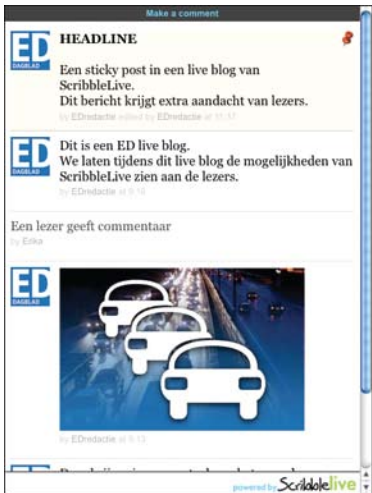 Make a comment
ED
DAGBLAD
HEADLINE
Een sticky post in een live blog van
ScribbleLive.
Dit bericht krijgt extra aandacht van lezers.
by EDredactie edited by EDredactie at 11:37
ED
DAGBLAD
Dit is een ED live blog.
We laten tijdens dit live blog de mogelijkheden van
ScribbleLive zien aan de lezers.
by EDredactie at 9:16
Een lezer geeft commentaar
by Erika
ED
DAGBLAD
by EDredactie at 9:13
powered by Scribblelive